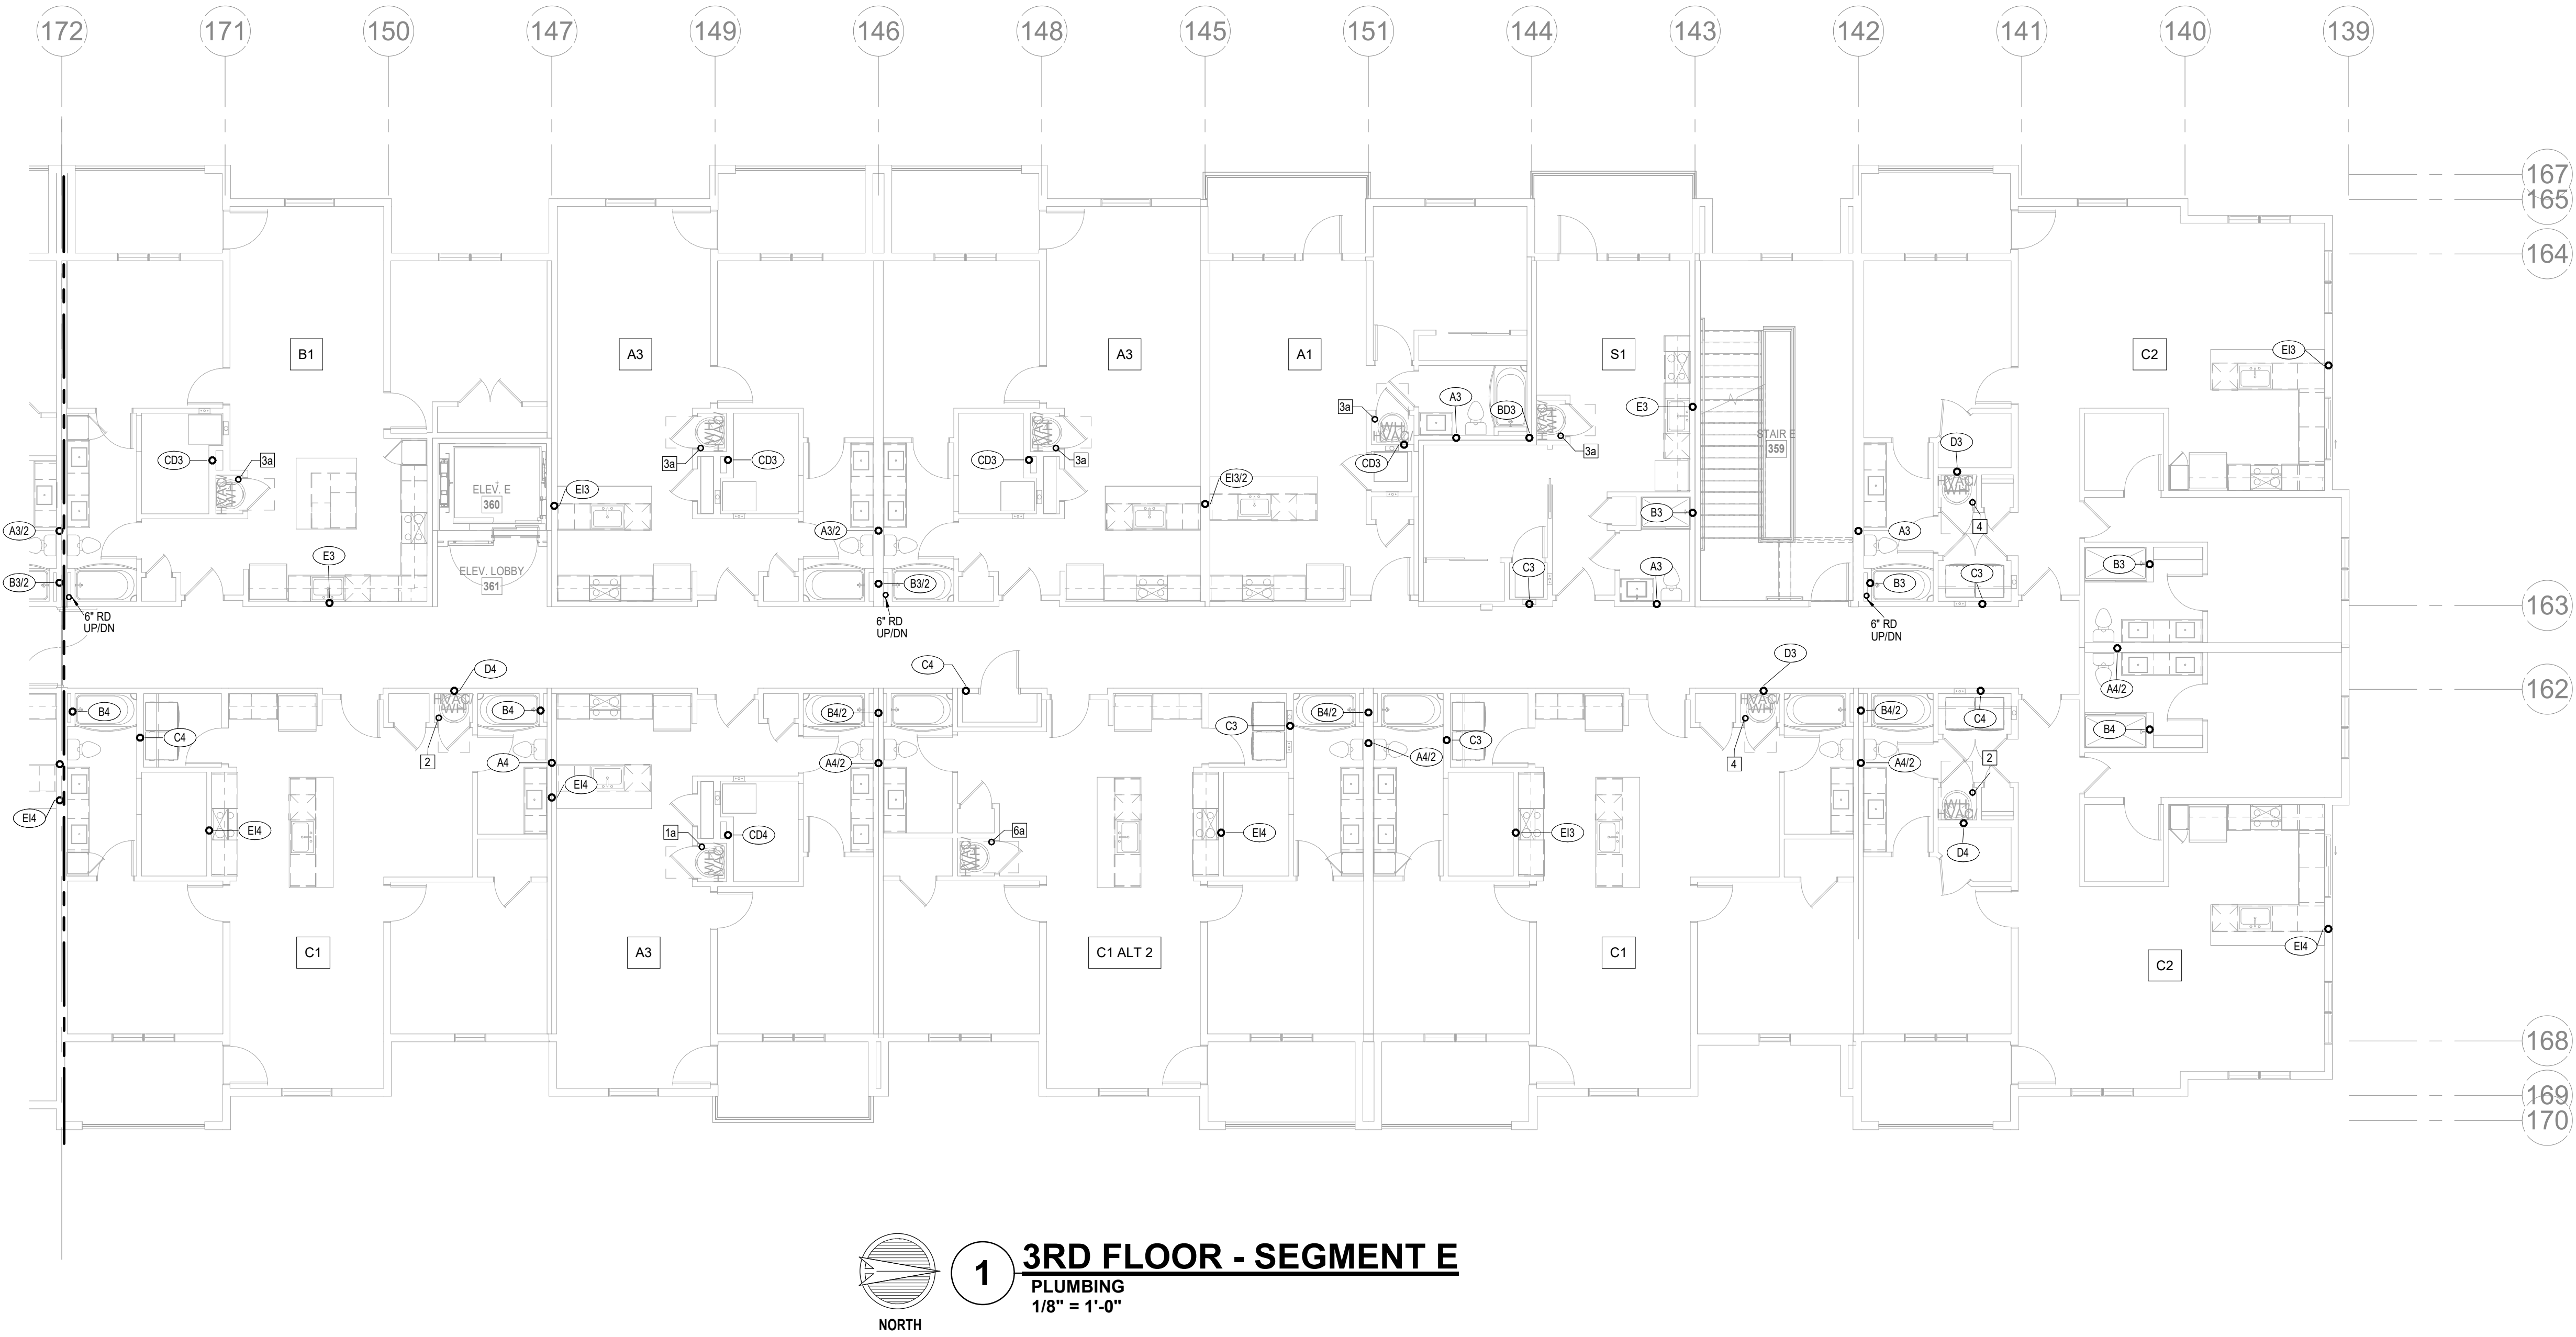 172 171 150 147 149 146 148 145 151 144 143 142 141 140 139
167
165
164
B1 A3 A3 A1 S1 C2
EI3
A3 BD3 E3
3a
3a
STAIR E
359
D3
CD3 3a 3a CD3 CD3 3a CD3
HVAC WH
ELEV. E
360
EI3 EI3/2 B3 4
A3/2 A3/2 A3
E3
ELEV. LOBBY
361
B3/2 B3/2 C3 A3 B3 C3 B3
6" RD
UP/DN
6" RD
UP/DN
6" RD
UP/DN
163
D4 C4 D3
A4/2
162
HVAC WH
B4 B4 B4/2 C3 B4/2 B4/2 C4 B4
C4 C3
2 A4 A4/2 A4/2 4 A4/2 2
EI4
EI4 EI4 1a CD4 6a EI4 EI3
D4
C1 A3 C1 ALT 2 C1 C2
EI4
168
169
170
1
3RD FLOOR - SEGMENT E
PLUMBING
1/8" = 1'-0"
NORTH